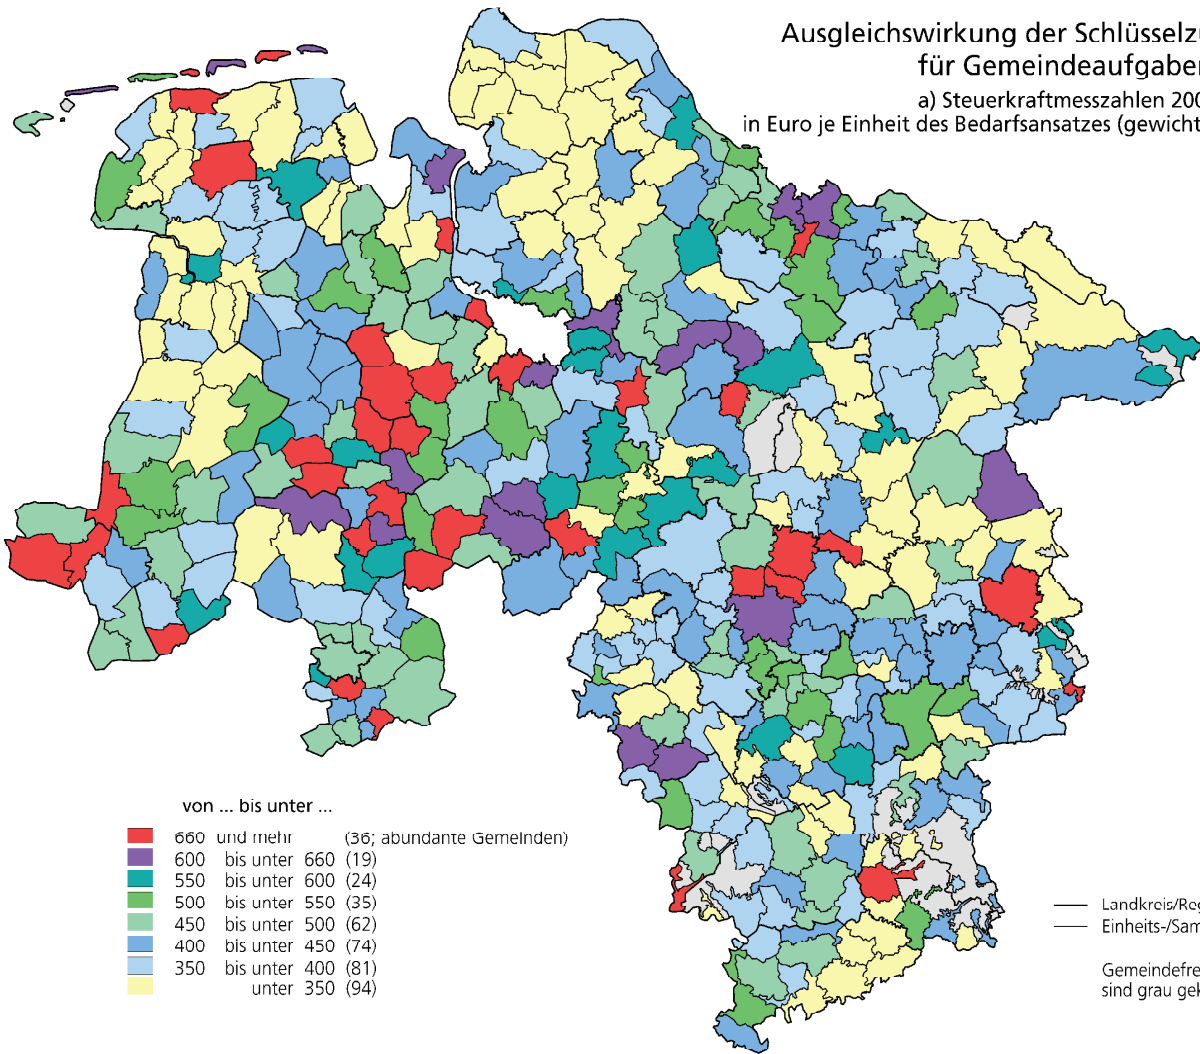 Ausgleichswirkung der Schlüsselzu
für Gemeindeaufgaben
a) Steuerkraftmesszahlen 200
in Euro je Einheit des Bedarfsansatzes (gewicht
von ... bis unter ...
660 und mehr (36; abundante Gemeinden)
600 bis unter 660 (19)
550 bis unter 600 (24)
500 bis unter 550 (35)
450 bis unter 500 (62)
400 bis unter 450 (74)
350 bis unter 400 (81)
unter 350 (94)
Landkreis/Reg
Einheits-/Sam
Gemeindefre
sind grau gek